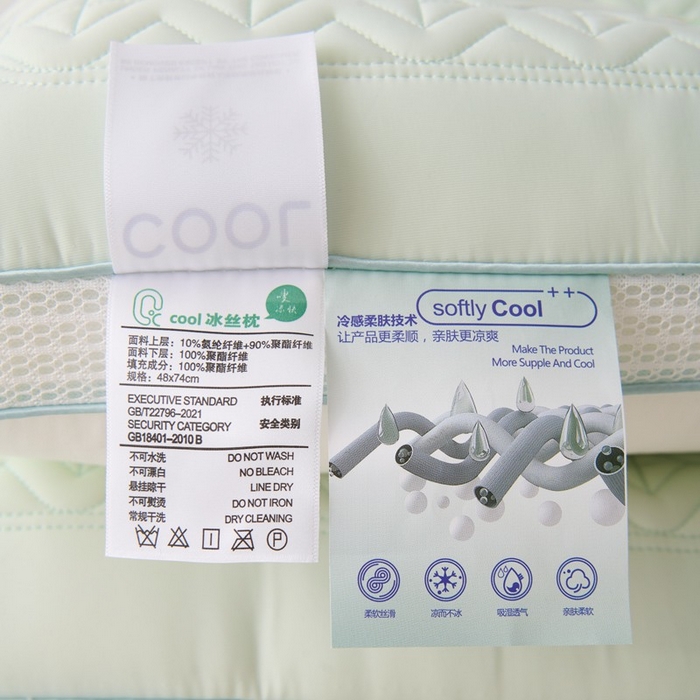 COOL
cool 冰丝枕
面料上层：10%氨纶纤维+90%聚酯纤维
面料下层：100%聚酯纤维
填充成分：100%聚酯纤维
规格：48x74cm
EXECUTIVE STANDARD 执行标准
GB/T22796-2021
SECURITY CATEGORY 安全类别
GB18401-2010 B
不可水洗 DO NOT WASH
不可漂白 NO BLEACH
悬挂晾干 LINE DRY
不可熨烫 DO NOT IRON
常规干洗 DRY CLEANING
P
softly Cool++
冷感柔肤技术
让产品更柔顺，亲肤更凉爽
Make The Product
More Supple And Cool
柔软丝滑 凉而不冰 吸湿透气 亲肤柔软